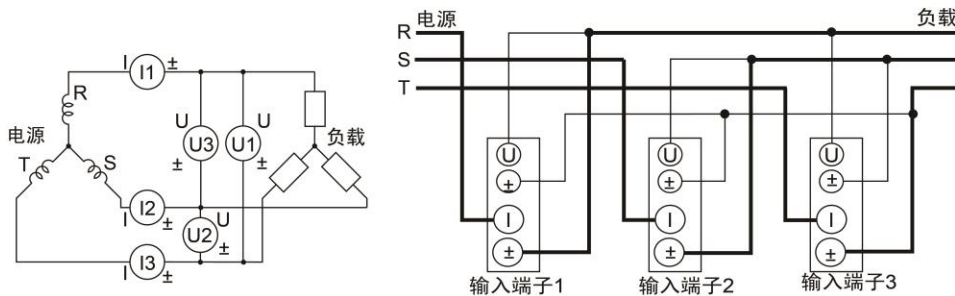 I I1 ±
R
电源
T
S
U U3 ±
U U1 ±
负载
I I2 ±
U U2 ±
I I3 ±
R 电源 负载
S
T
U U U
± ± ±
I I I
± ± ±
输入端子1 输入端子2 输入端子3